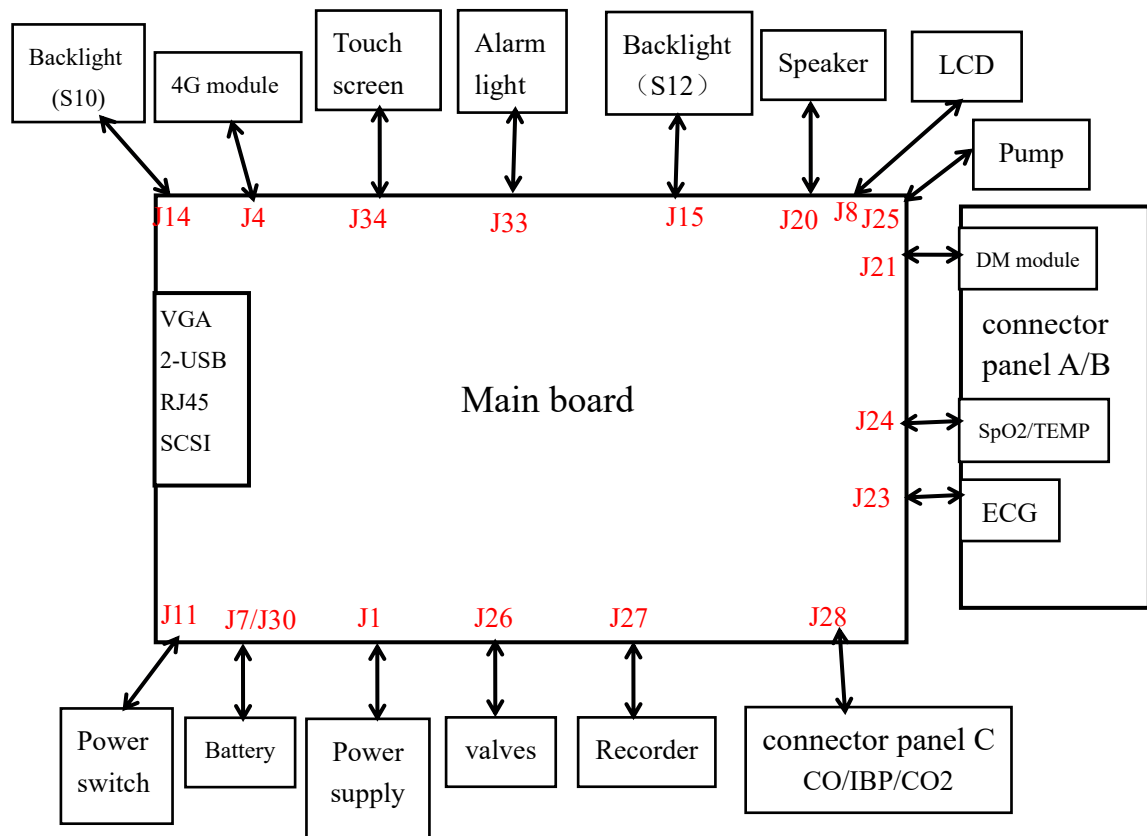 Backlight
(S10)
4G module
Touch
screen
Alarm
light
Backlight
（S12）
Speaker
LCD
Pump
J14
J4
J34
J33
J15
J20
J8
J25
J21
DM module
VGA
2-USB
RJ45
SCSI
connector
panel A/B
Main board
J24
SpO2/TEMP
J23
ECG
J11
J7/J30
J1
J26
J27
J28
Power
switch
Battery
Power
supply
valves
Recorder
connector panel C
CO/IBP/CO2